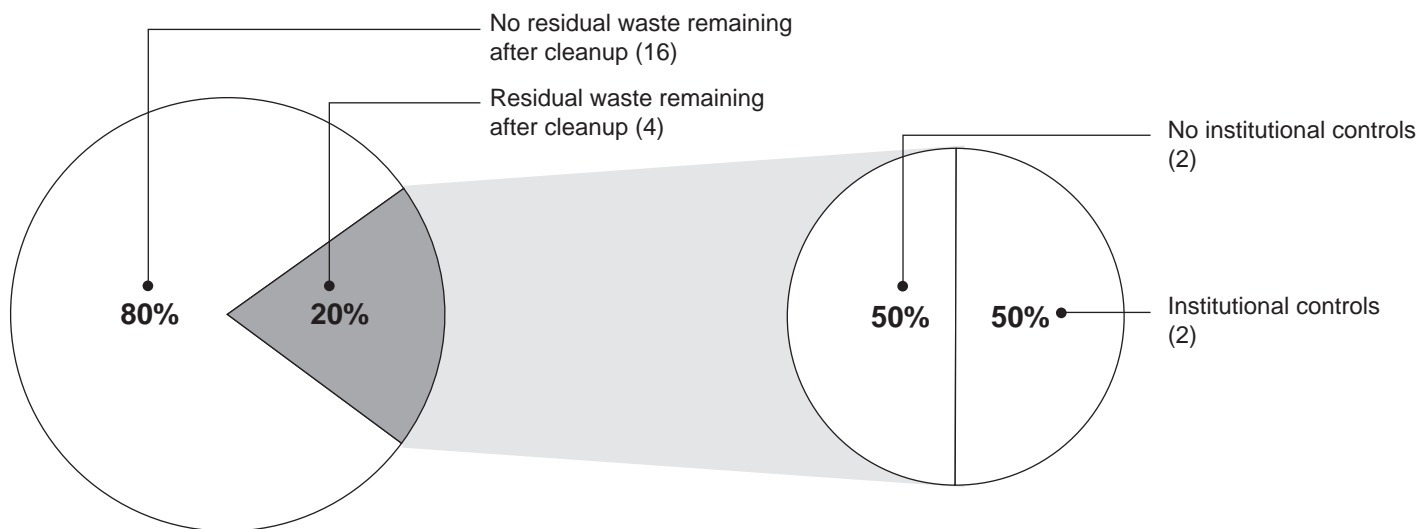 No residual waste remaining
after cleanup (16)
Residual waste remaining
after cleanup (4)
No institutional controls
(2)
80%
20%
50%
50%
Institutional controls
(2)